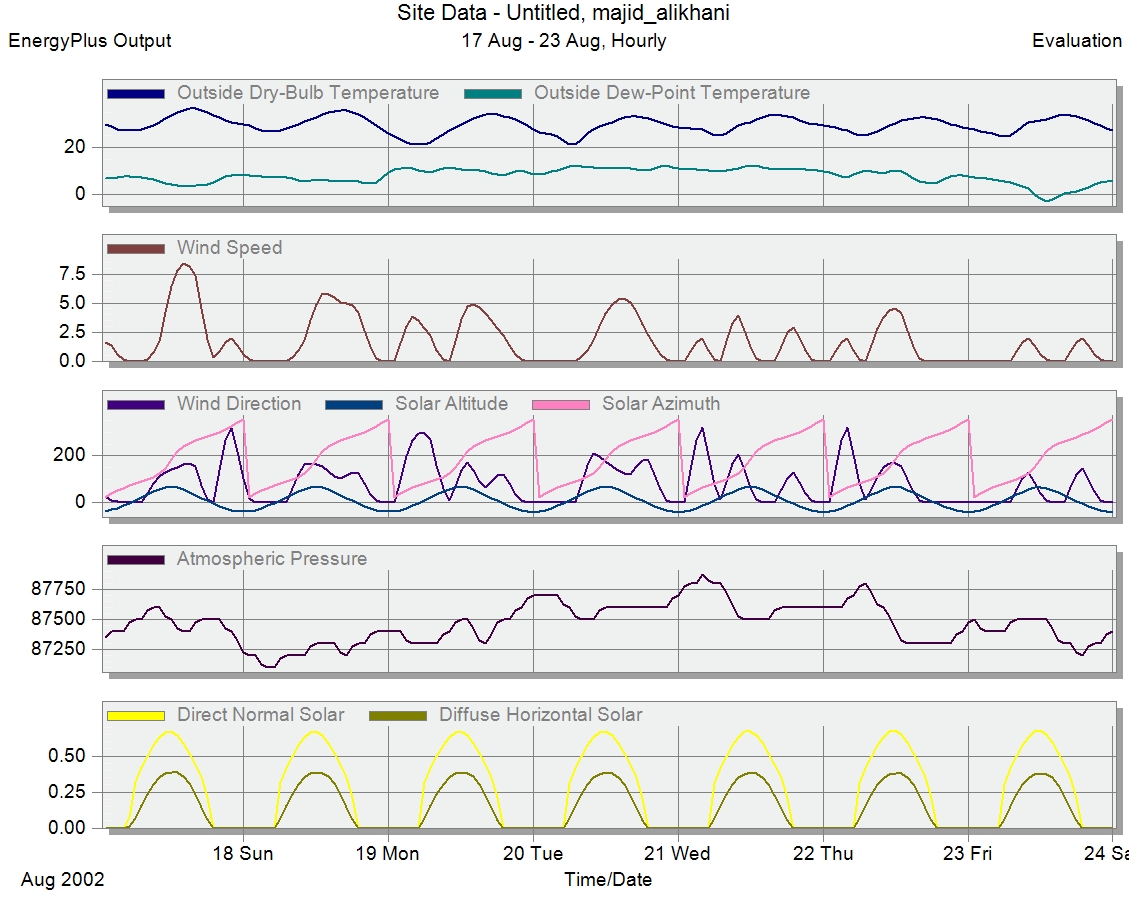 Site Data - Untitled, majid_alikhani
EnergyPlus Output 17 Aug - 23 Aug, Hourly Evaluation
Outside Dry-Bulb Temperature Outside Dew-Point Temperature
20
0
Wind Speed
7.5
5.0
2.5
0.0
Wind Direction Solar Altitude Solar Azimuth
200
0
Atmospheric Pressure
87750
87500
87250
Direct Normal Solar Diffuse Horizontal Solar
0.50
0.25
0.00
18 Sun 19 Mon 20 Tue 21 Wed 22 Thu 23 Fri 24 Sa
Aug 2002 Time/Date